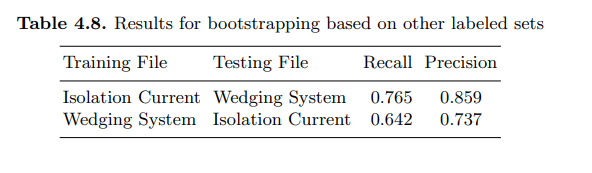 Table 4.8. Results for bootstrapping based on other labeled sets
Training File Testing File Recall Precision
Isolation Current Wedging System 0.765 0.859
Wedging System Isolation Current 0.642 0.737